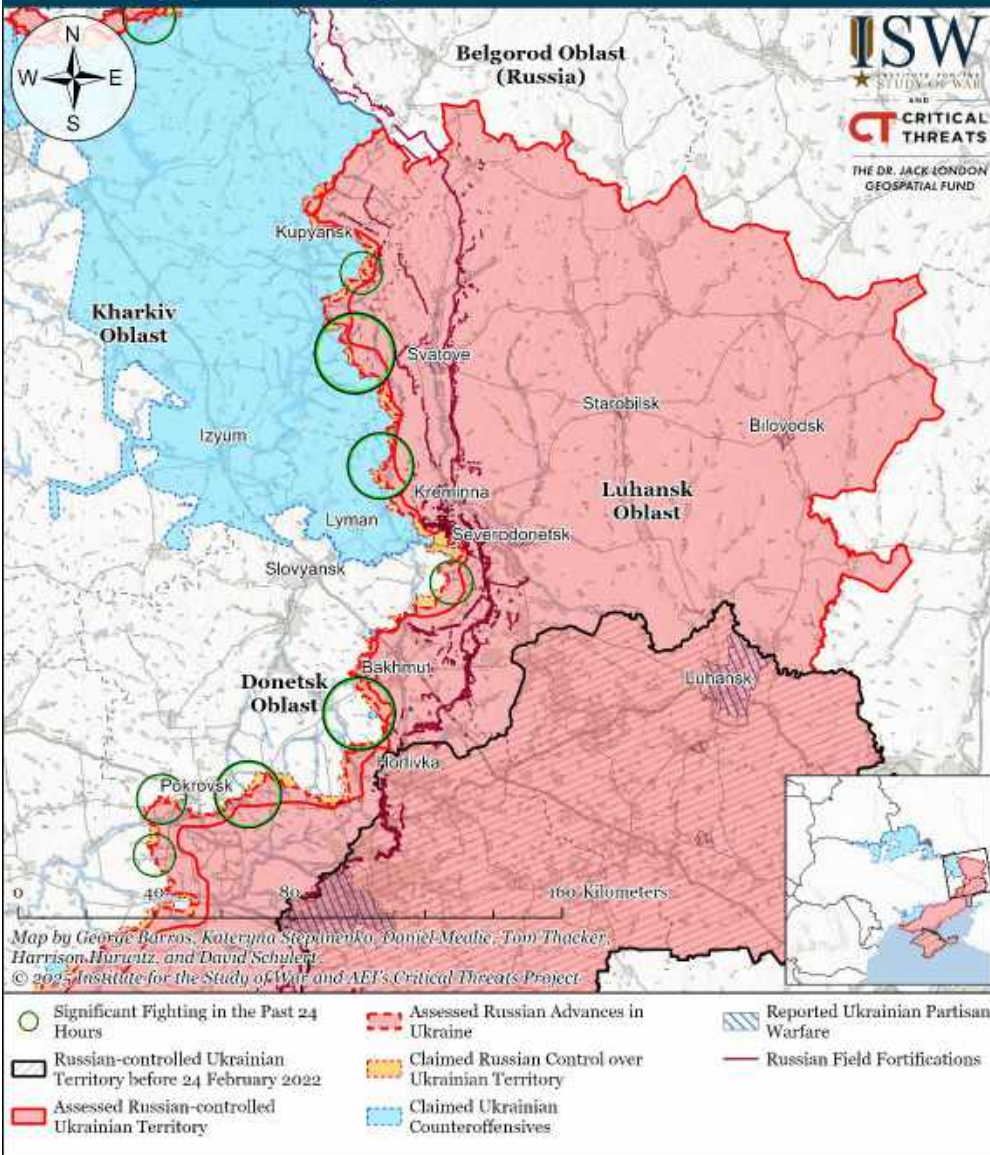 N
W E
S
Belgorod Oblast
(Russia)
ISW
INSTITUTE FOR THE
STUDY OF WAR
AND
CT CRITICAL
THREATS
THE DR. JACK LONDON
GEOSPATIAL FUND
Kupyansk
Kharkiv
Oblast
Svatove
Starobilsk
Bilovodsk
Izyum
Kreminna
Luhansk
Oblast
Lyman
Severodonetsk
Slovyansk
Bakhmut
Donetsk
Oblast
Luhansk
Horlivka
Pokrovsk
0 40 80 160 Kilometers
Map by George Barros, Kateryna Stepanenko, Daniel Mealie, Tom Thacker,
Harrison Hurwitz, and David Schulert
© 2025 Institute for the Study of War and AEI's Critical Threats Project
Significant Fighting in the Past 24
Hours
Russian-controlled Ukrainian
Territory before 24 February 2022
Assessed Russian-controlled
Ukrainian Territory
Assessed Russian Advances in
Ukraine
Claimed Russian Control over
Ukrainian Territory
Claimed Ukrainian
Counteroffensives
Reported Ukrainian Partisan
Warfare
Russian Field Fortifications